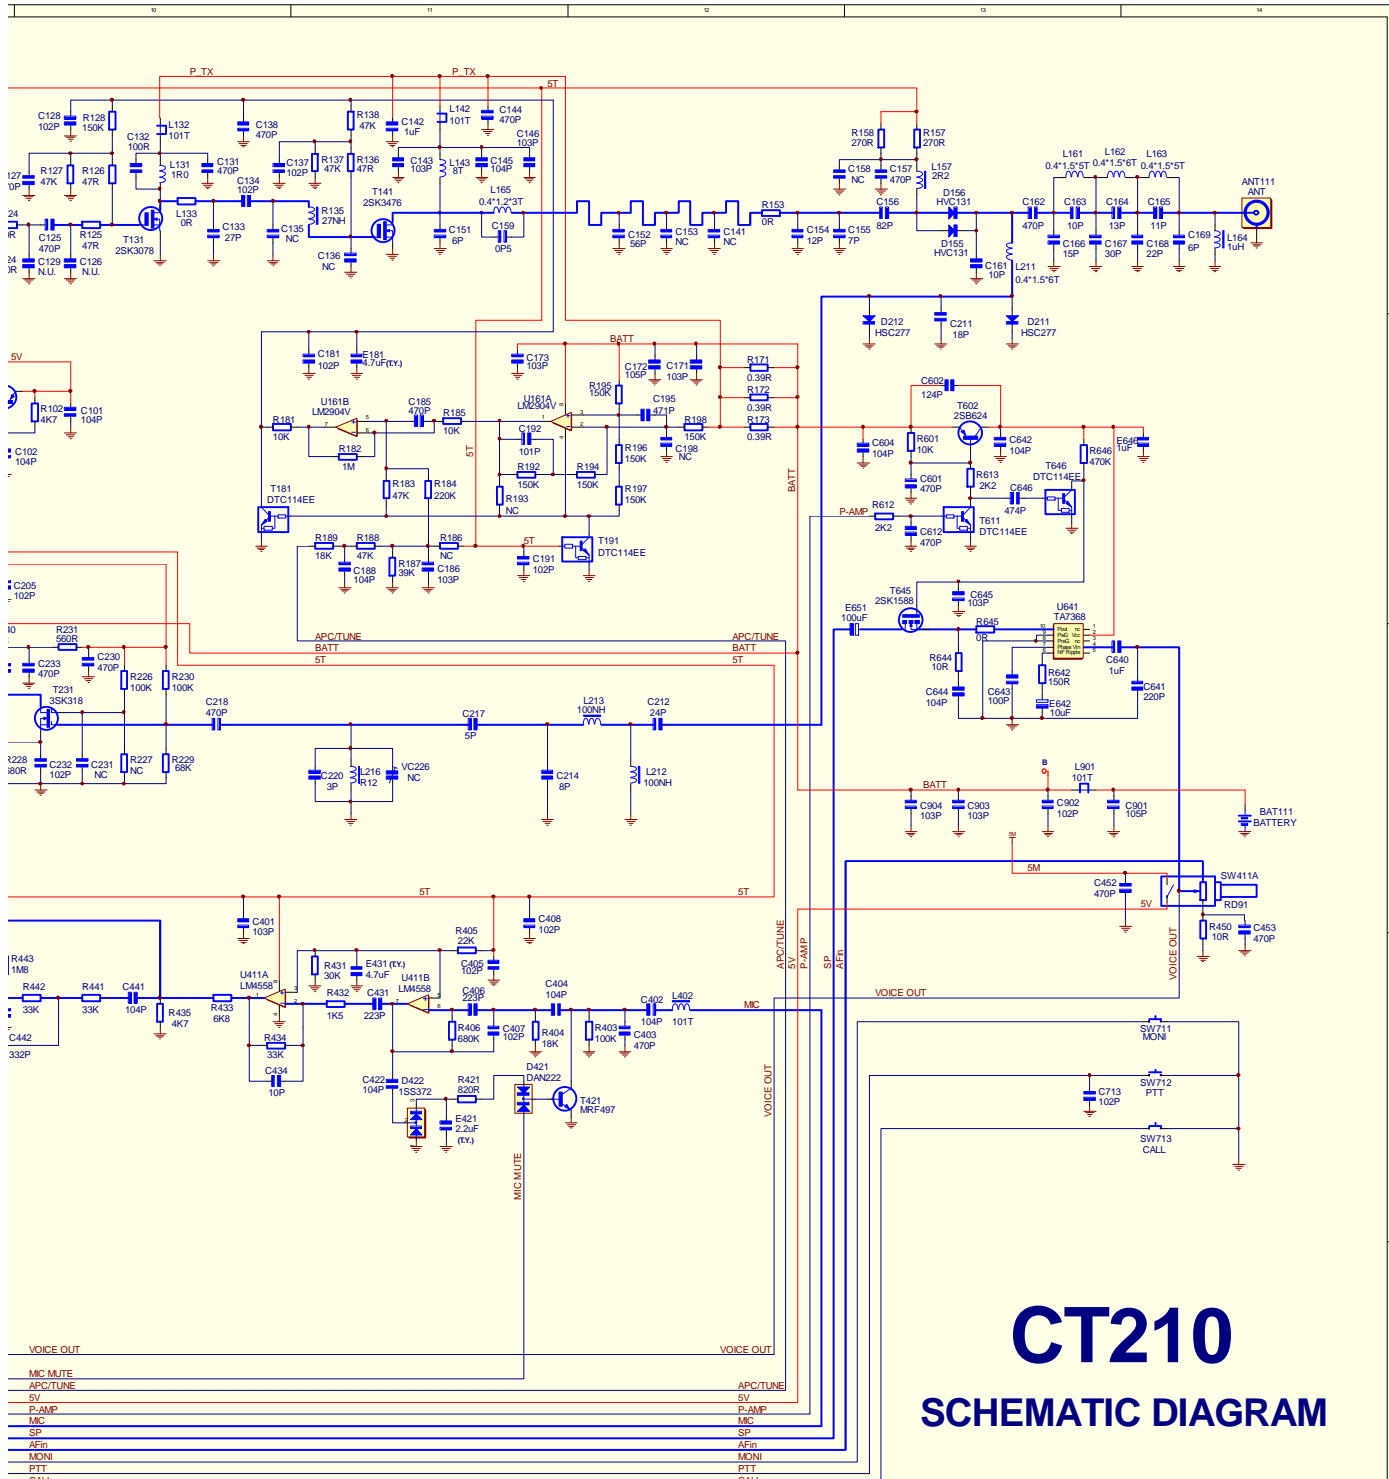 10 11 12 13 14
P_TX P_TX
5T
C128 102P
R128 150K
C132 100R
L132 101T
C138 470P
R138 47K
C142 1uF
L142 101T
C144 470P
C146 103P
R127 47K
R126 47R
L131 1R0
C131 470P
C134 102P
C137 102P
R137 47K
R136 47R
C143 103P
L143 8T
C145 104P
T141 2SK3476
L165 0.4*1.2*3T
C159 0P5
C151 6P
C125 470P
R125 47R
C129 N.U.
C126 N.U.
T131 2SK3078
L133 0R
C133 27P
C135 NC
R135 27NH
C136 NC
C152 56P
C153 NC
C141 NC
R153 0R
C154 12P
C155 7P
C156 82P
R158 270R
R157 270R
C158 NC
C157 470P
L157 2R2
D156 HVC131
D155 HVC131
C161 10P
L211 0.4*1.5*6T
C162 470P
L161 0.4*1.5*5T
L162 0.4*1.5*6T
L163 0.4*1.5*5T
C163 10P
C164 13P
C165 11P
C166 15P
C167 30P
C168 22P
C169 6P
L164 1uH
ANT111 ANT
D212 HSC277
C211 18P
D211 HSC277
5V
R102 4K7
C101 104P
C102 104P
C181 102P
E181 4.7uF(T.Y.)
U161B LM2904V
R181 10K
R182 1M
C185 470P
R185 10K
R183 47K
R184 220K
T181 DTC114EE
C173 103P
U161A LM2904V
BATT
C172 105P
C171 103P
R195 150K
C195 471P
R198 150K
C198 NC
R171 0.39R
R172 0.39R
R173 0.39R
C192 101P
R192 150K
R194 150K
R193 NC
R196 150K
R197 150K
5T
BATT
R189 18K
R188 47K
C188 104P
R187 39K
R186 NC
C186 103P
5T
C191 102P
T191 DTC114EE
C602 124P
T602 2SB624
C604 104P
R601 10K
C601 470P
R613 2K2
C642 104P
C646 474P
T646 DTC114EE
R646 470K
E646 1uF
P-AMP
R612 2K2
C612 470P
T611 DTC114EE
C205 102P
APC/TUNE APC/TUNE
BATT BATT
5T 5T
R231 560R
C233 470P
C230 470P
R226 100K
R230 100K
T231 3SK318
C232 102P
C231 NC
R227 NC
R229 68K
C218 470P
C220 3P
L216 R12
VC226 NC
C217 5P
C214 8P
L213 100NH
C212 24P
L212 100NH
E651 100uF
T645 2SK1588
C645 103P
R645 0R
U641 TA7368
R644 10R
C644 104P
C643 100P
R642 150R
E642 10uF
C640 1uF
C641 220P
BATT
B
L901 101T
C904 103P
C903 103P
C902 102P
C901 105P
BAT111 BATTERY
5M
C452 470P
5V
SW411A RD91
R450 10R
C453 470P
5T 5T
APC/TUNE
5V
P-AMP
SP
AFin
VOICE OUT
C401 103P
C408 102P
R443 1M8
R442 33K
R441 33K
C441 104P
C442 332P
R435 4K7
R433 6K8
U411A LM4558
R431 30K
E431 (T.Y.) 4.7uF
R434 33K
C434 10P
R432 1K5
C431 223P
U411B LM4558
R405 22K
C405 102P
C406 223P
R406 680K
C407 102P
C404 104P
R404 18K
R403 100K
C402 104P
C403 470P
L402 101T
MIC
VOICE OUT
C422 104P
D422 1SS372
R421 820R
E421 2.2uF (T.Y.)
D421 DAN222
T421 MRF497
MIC MUTE
VOICE OUT
SW711 MONI
SW712 PTT
C713 102P
SW713 CALL
CT210
SCHEMATIC DIAGRAM
VOICE OUT VOICE OUT
MIC MUTE
APC/TUNE APC/TUNE
5V 5V
P-AMP P-AMP
MIC MIC
SP SP
AFin AFin
MONI MONI
PTT PTT